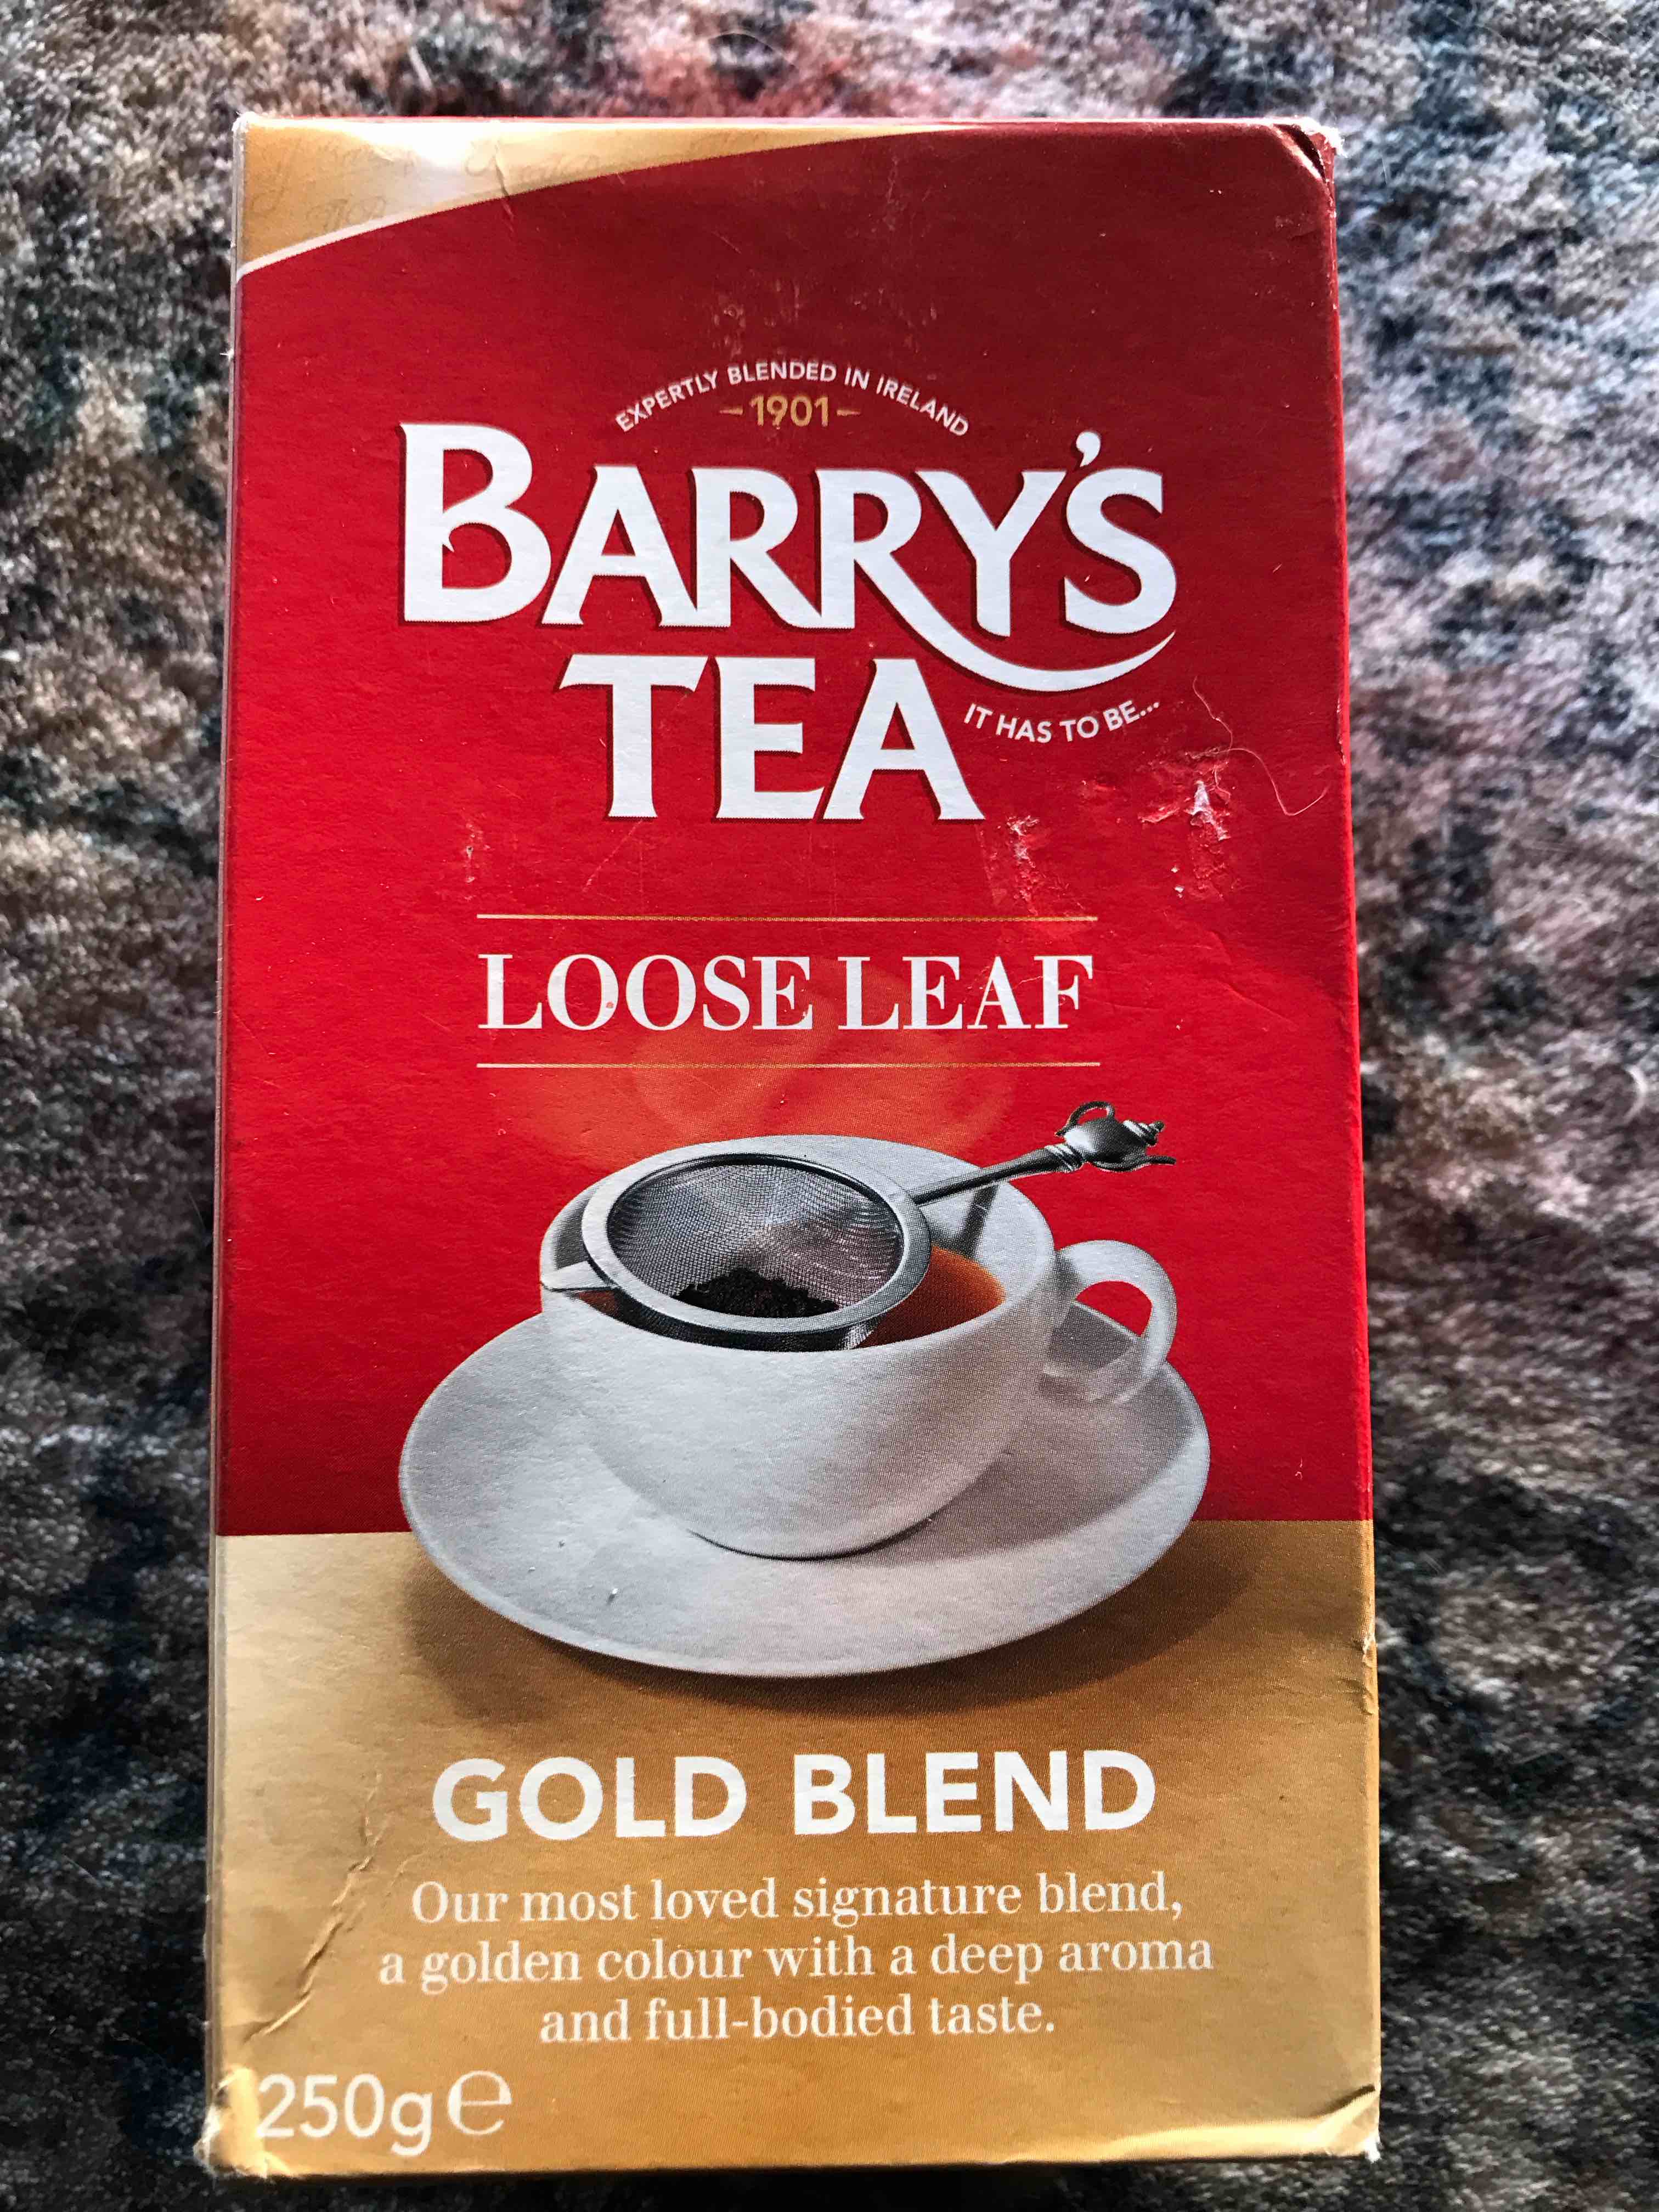 EXPERTLY BLENDED IN IRELAND
–1901–
BARRY'S
TEA
IT HAS TO BE...
LOOSE LEAF
GOLD BLEND
Our most loved signature blend,
a golden colour with a deep aroma
and full-bodied taste.
250g℮